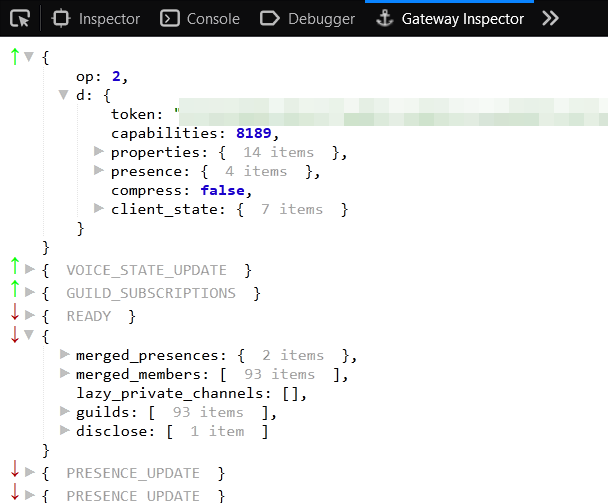 Inspector Console Debugger Gateway Inspector
{
op: 2,
d: {
token: "
capabilities: 8189,
properties: { 14 items },
presence: { 4 items },
compress: false,
client_state: { 7 items }
}
}
{ VOICE_STATE_UPDATE }
{ GUILD_SUBSCRIPTIONS }
{ READY }
{
merged_presences: { 2 items },
merged_members: [ 93 items ],
lazy_private_channels: [],
guilds: [ 93 items ],
disclose: [ 1 item ]
}
{ PRESENCE_UPDATE }
{ PRESENCE_UPDATE }